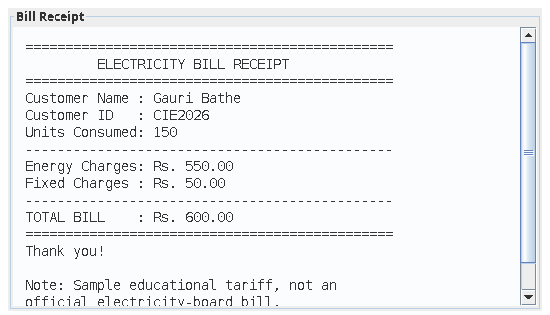 Bill Receipt
==============================================
ELECTRICITY BILL RECEIPT
==============================================
Customer Name : Gauri Bathe
Customer ID   : CIE2026
Units Consumed: 150
----------------------------------------------
Energy Charges: Rs. 550.00
Fixed Charges : Rs. 50.00
----------------------------------------------
TOTAL BILL    : Rs. 600.00
==============================================
Thank you!
Note: Sample educational tariff, not an
official electricity-board bill.